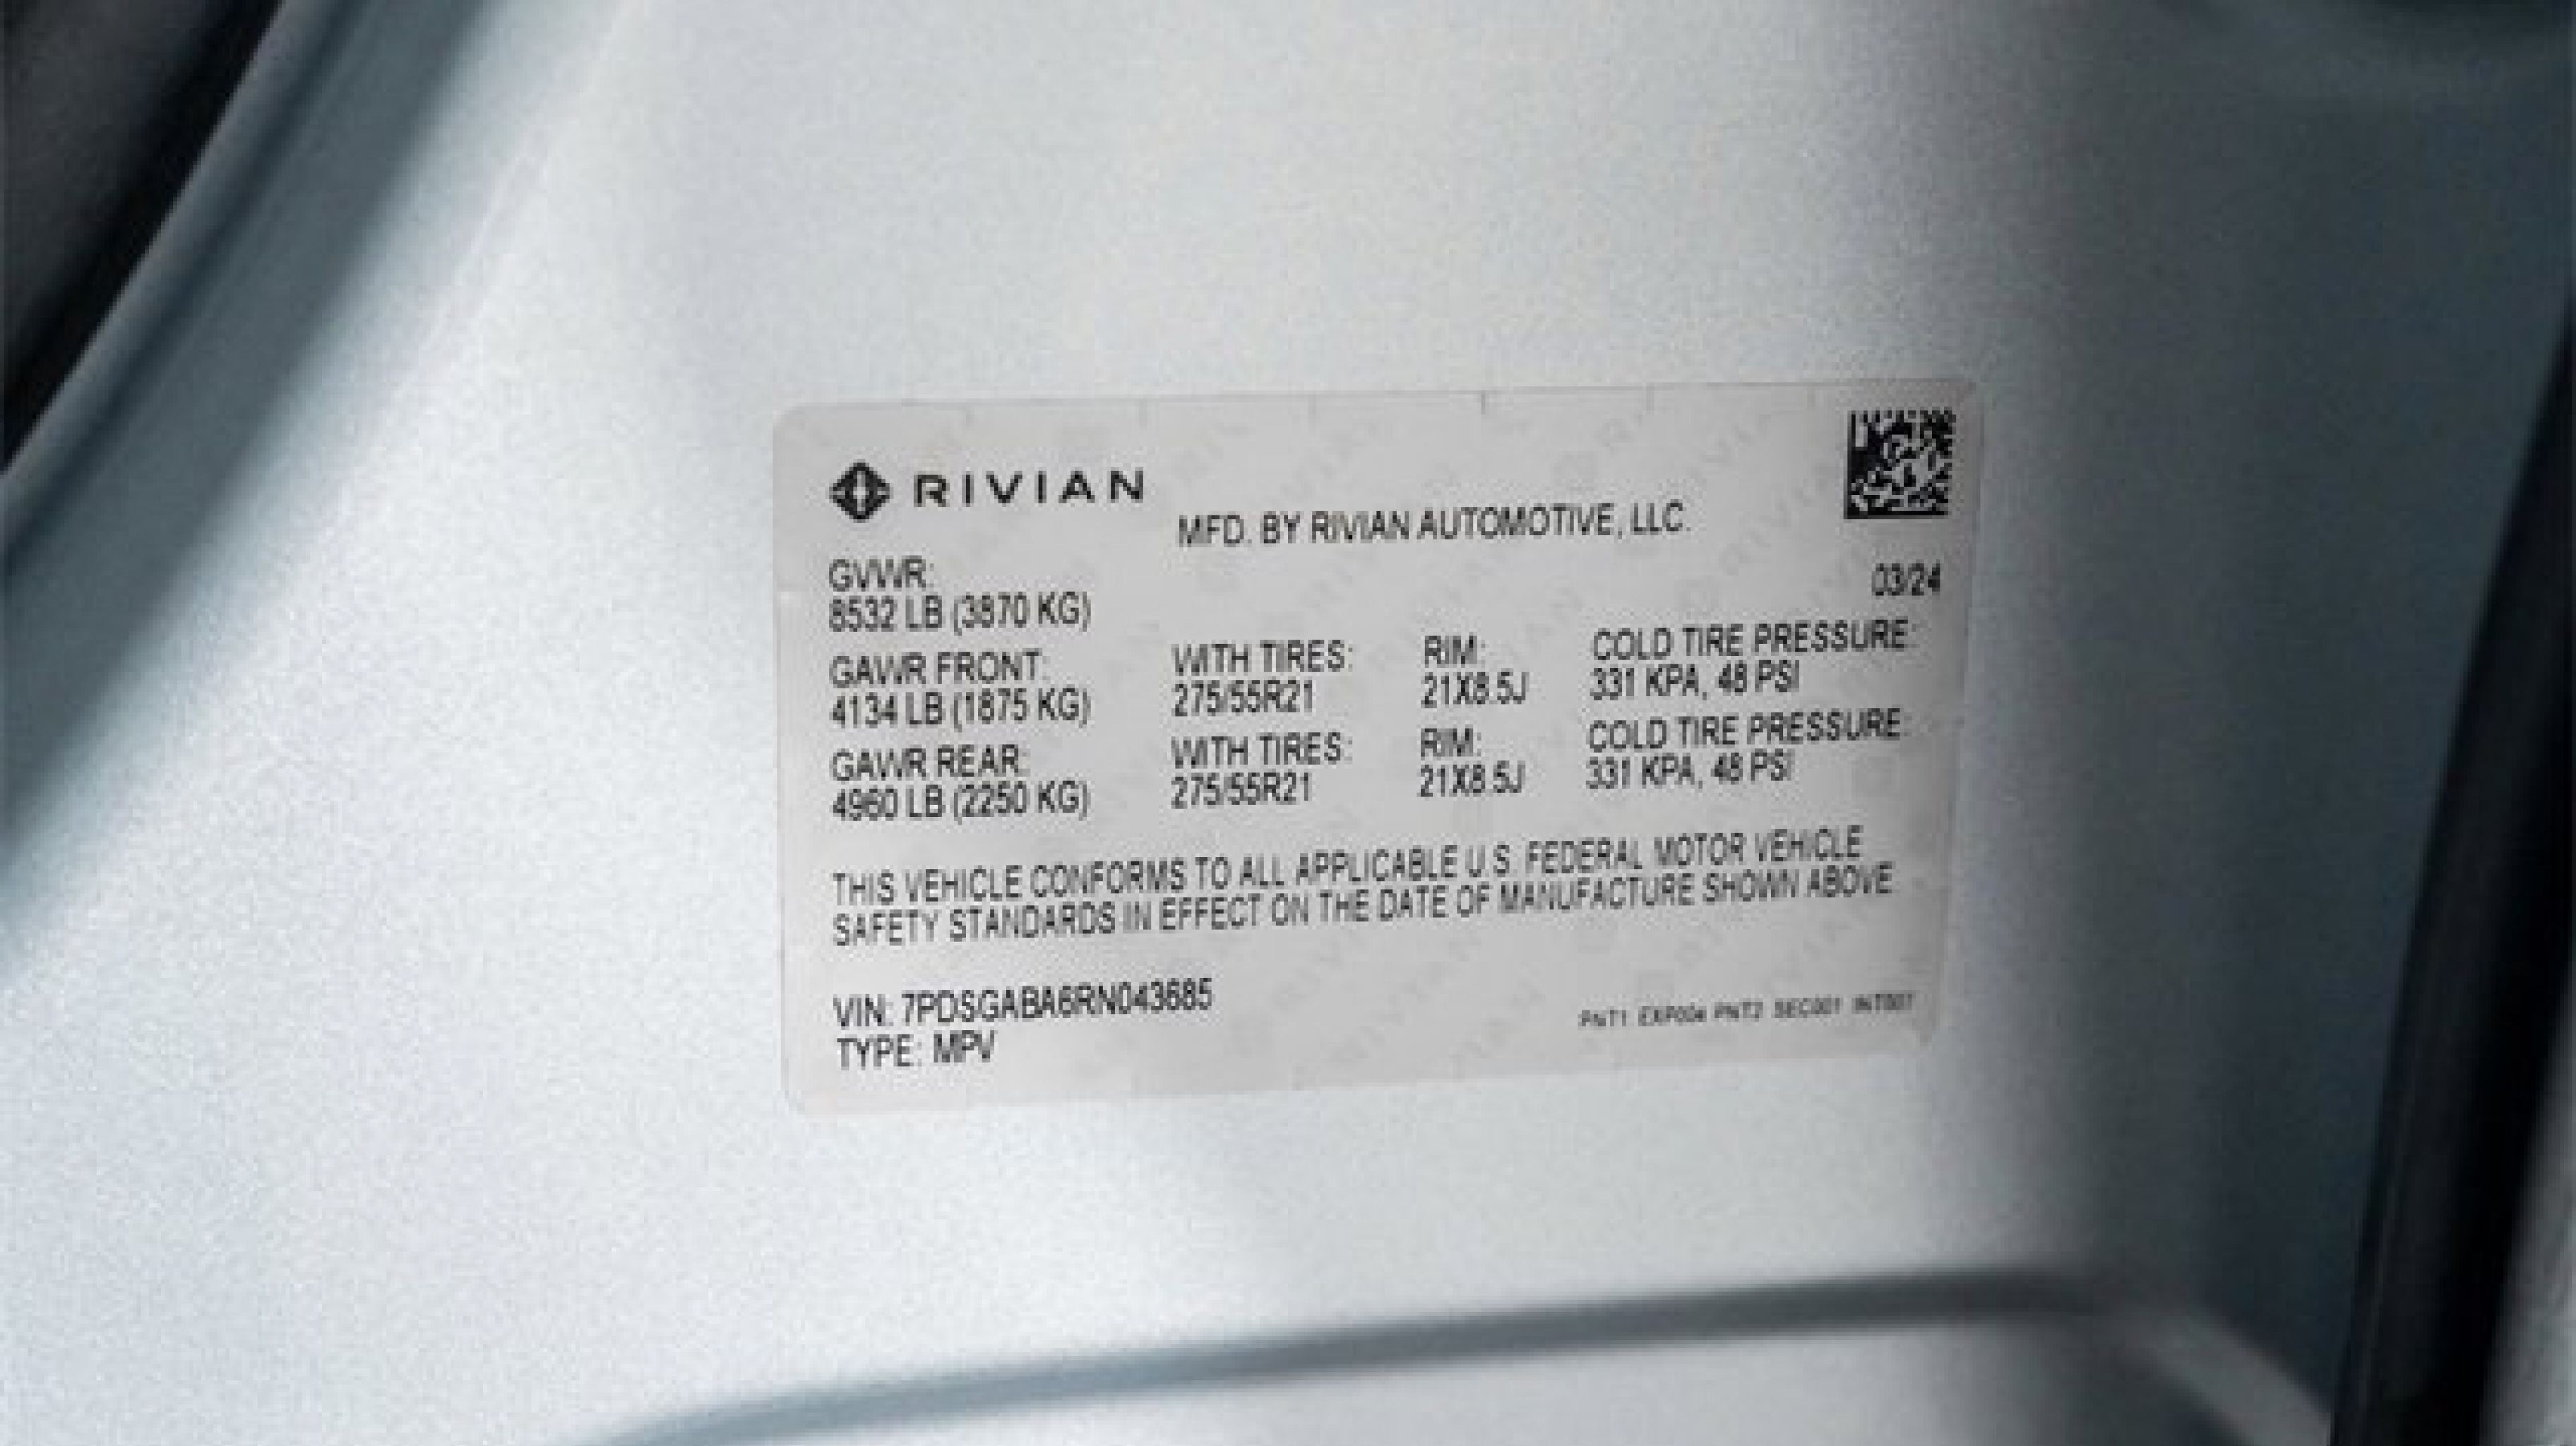 RIVIAN
MFD. BY RIVIAN AUTOMOTIVE, LLC.
03/24
GVWR:
8532 LB (3870 KG)
GAWR FRONT: WITH TIRES: RIM: COLD TIRE PRESSURE:
4134 LB (1875 KG) 275/55R21 21X8.5J 331 KPA, 48 PSI
GAWR REAR: WITH TIRES: RIM: COLD TIRE PRESSURE:
4960 LB (2250 KG) 275/55R21 21X8.5J 331 KPA, 48 PSI
THIS VEHICLE CONFORMS TO ALL APPLICABLE U.S. FEDERAL MOTOR VEHICLE
SAFETY STANDARDS IN EFFECT ON THE DATE OF MANUFACTURE SHOWN ABOVE
VIN: 7PDSGABA6RN043685
PNT1 PNT2 SEC001 INT007
TYPE: MPV